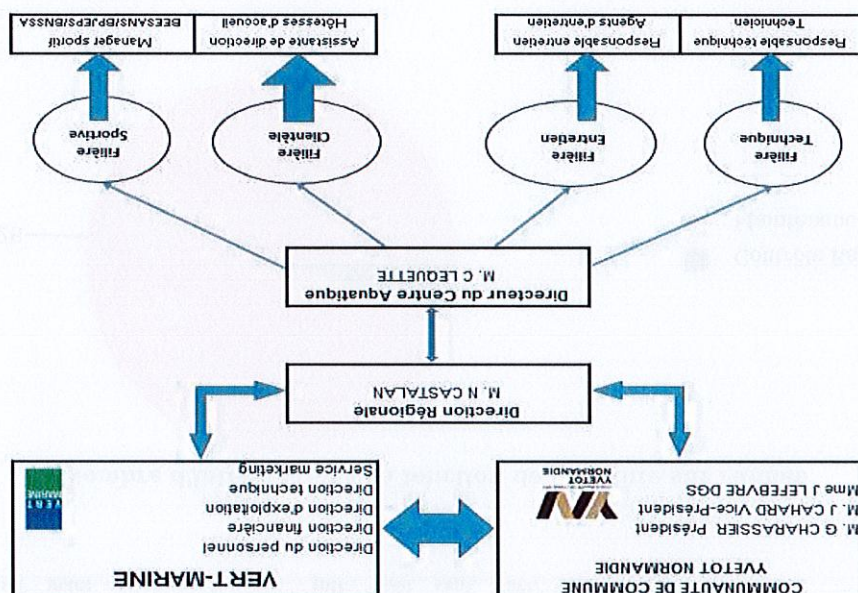 COMMUNAUTE DE COMMUNE
YVETOT NORMANDIE
M. G CHARASSIER Président
M. J CAHARD Vice-Président
Mme L LEFEBVRE DGS
YVETOT
NORMANDIE
VERT-MARINE
Direction du personnel
Direction financière
Direction d'exploitation
Direction technique
Service marketing
VERT
MARINE
Direction Régionale
M. N CASTALAN
Directeur du Centre Aquatique
M. C LEQUETTE
Filière
Technique
Filière
Entretien
Filière
Clientèle
Filière
Sportive
Responsable technique
Technicien
Responsable entretien
Agents d'entretien
Assistante de direction
Hôtesses d'accueil
Manager sportif
BEESAN/BPJEPS/BNSSA